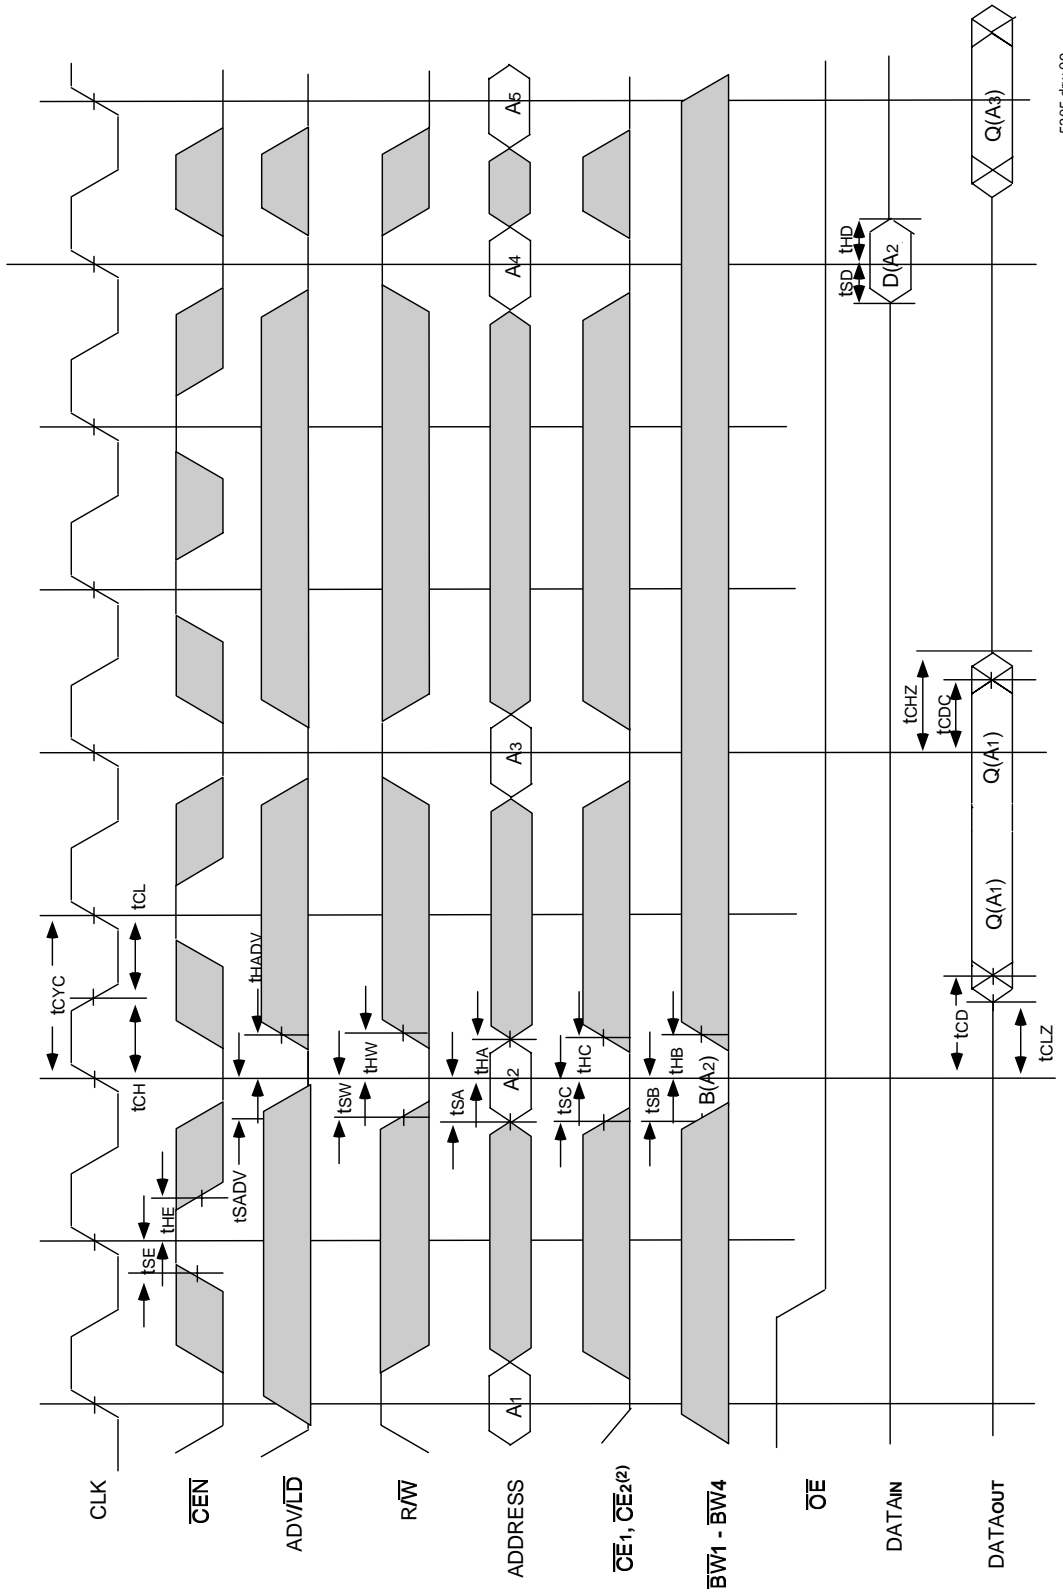 CLK
tCYC
tCH
tCL
CEN
tSE
tHE
ADV/LD
tSADV
tHADV
R/W
tSW
tHW
ADDRESS
A1
tSA
tHA
A2
A3
A4
A5
CE1, CE2(2)
tSC
tHC
BW1 - BW4
tSB
tHB
B(A2)
OE
DATAIN
tSD
tHD
D(A2
DATAOUT
tCD
tCLZ
Q(A1)
Q(A1)
tCHZ
tCDC
Q(A3)